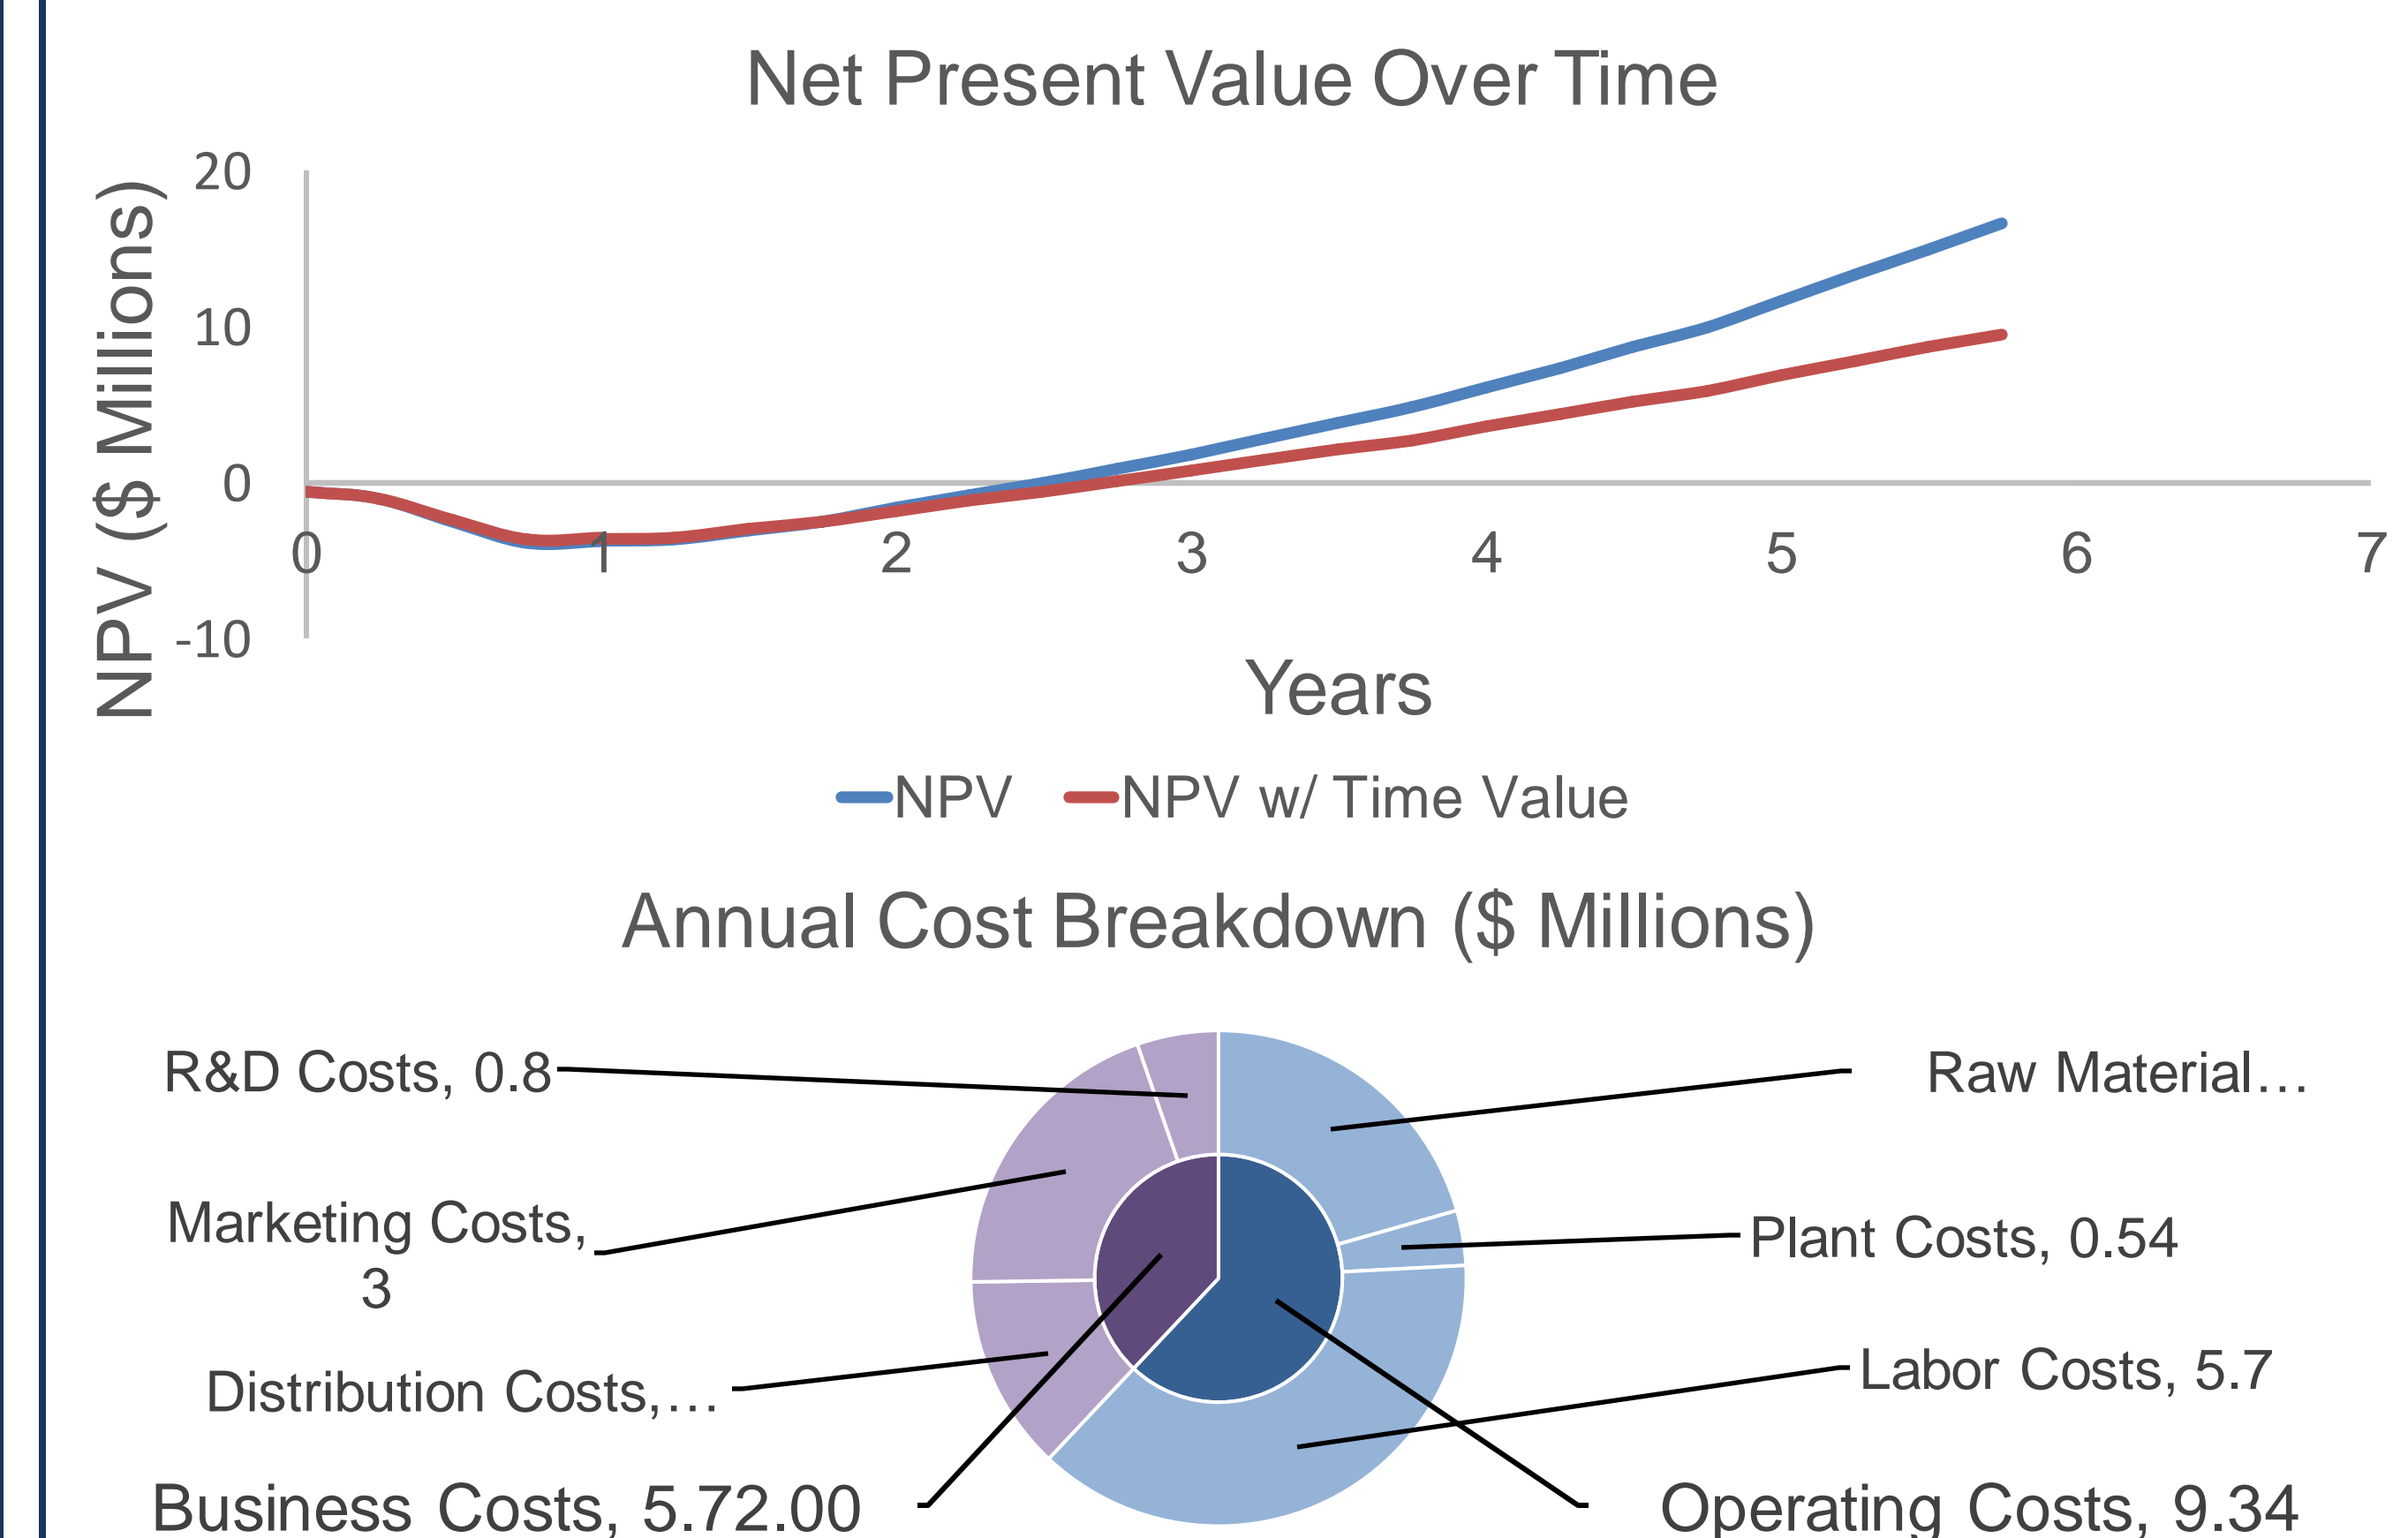 Net Present Value Over Time
NPV ($ Millions)
20
10
0
-10
0 1 2 3 4 5 6 7
Years
NPV NPV w/ Time Value
Annual Cost Breakdown ($ Millions)
R&D Costs, 0.8
Raw Material…
Marketing Costs,
3
Plant Costs, 0.54
Distribution Costs,…
Labor Costs, 5.7
Business Costs, 5.72.00
Operating Costs, 9.34